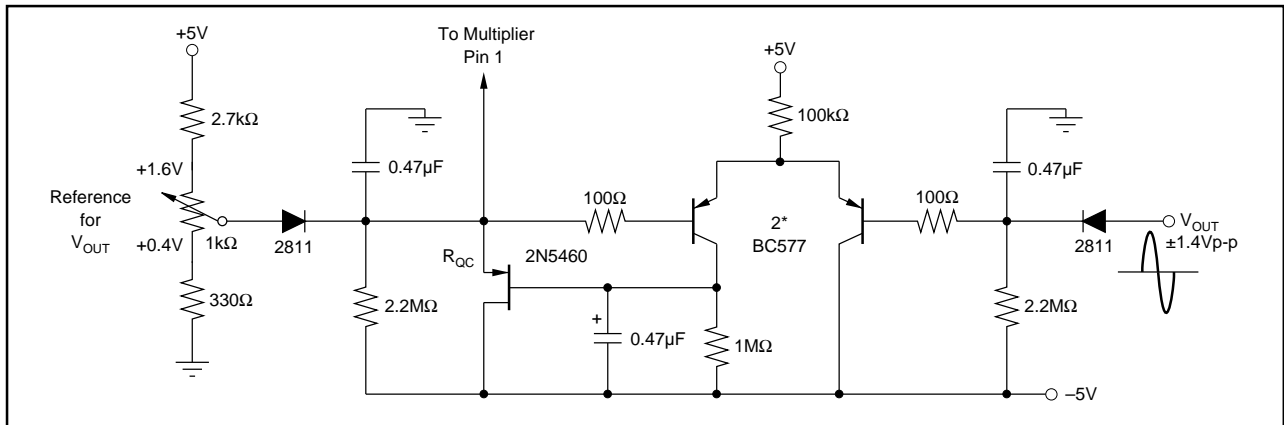 To Multiplier
Pin 1
+5V
+5V
2.7kΩ
100kΩ
0.47µF
0.47µF
+1.6V
Reference
for
VOUT
100Ω
100Ω
VOUT
±1.4Vp-p
+0.4V
1kΩ
2811
2*
BC577
2811
RQC
2N5460
330Ω
2.2MΩ
+
0.47µF
1MΩ
2.2MΩ
–5V